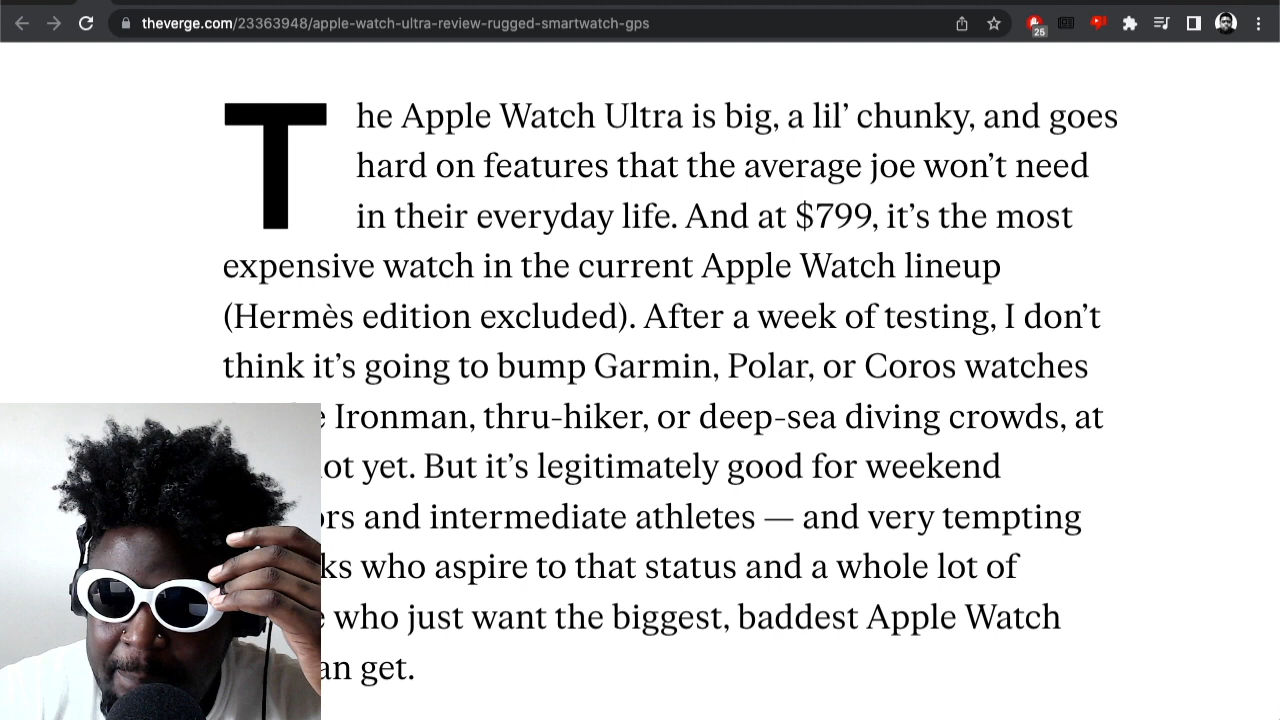 theverge.com/23363948/apple-watch-ultra-review-rugged-smartwatch-gps
25
The Apple Watch Ultra is big, a lil’ chunky, and goes
hard on features that the average joe won’t need
in their everyday life. And at $799, it’s the most
expensive watch in the current Apple Watch lineup
(Hermès edition excluded). After a week of testing, I don’t
think it’s going to bump Garmin, Polar, or Coros watches
Ironman, thru-hiker, or deep-sea diving crowds, at
ot yet. But it’s legitimately good for weekend
ors and intermediate athletes — and very tempting
ks who aspire to that status and a whole lot of
who just want the biggest, baddest Apple Watch
an get.